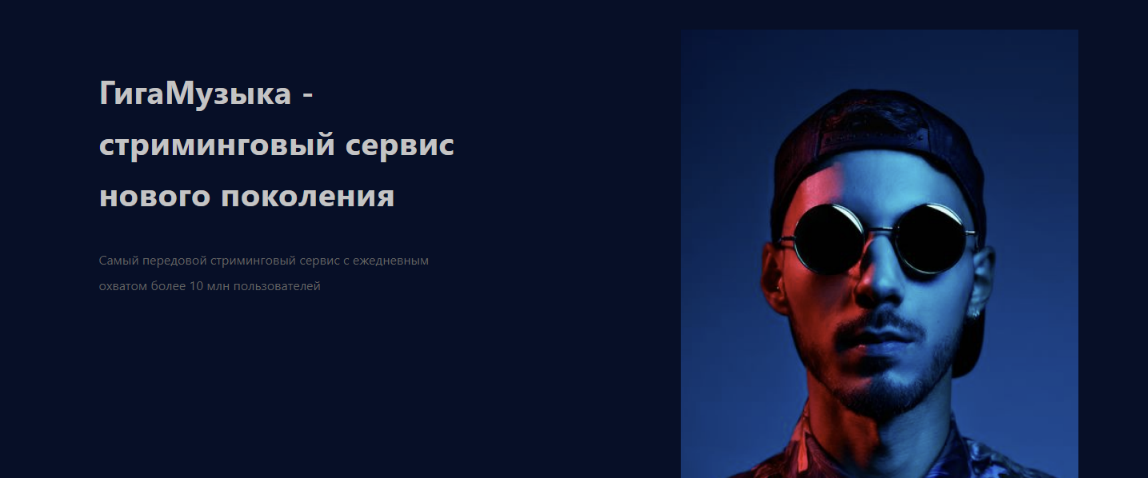 ГигаМузыка -
стриминговый сервис
нового поколения
Самый передовой стриминговый сервис с ежедневным
охватом более 10 млн пользователей